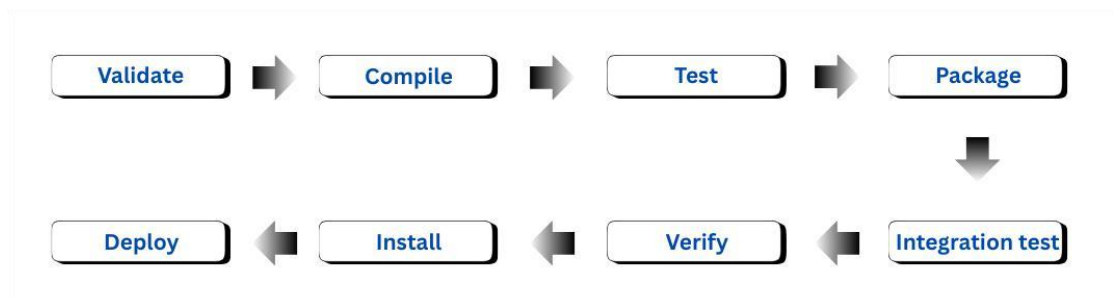 Validate
Compile
Test
Package
Integration test
Verify
Install
Deploy